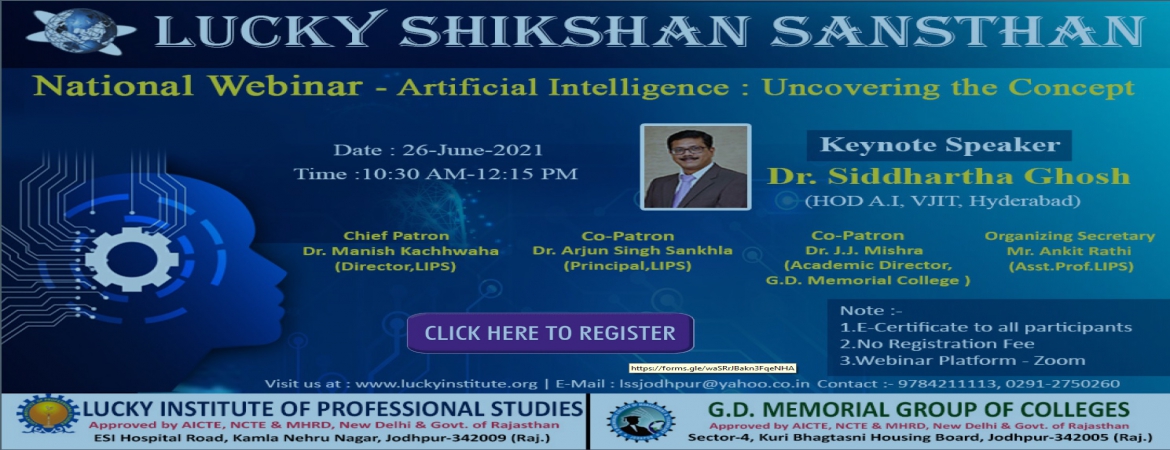 LUCKY SHIKSHAN SANSTHAN
National Webinar - Artificial Intelligence : Uncovering the Concept
Date : 26-June-2021
Time :10:30 AM-12:15 PM
Keynote Speaker
Dr. Siddhartha Ghosh
(HOD A.I, VJIT, Hyderabad)
Chief Patron
Dr. Manish Kachhwaha
(Director,LIPS)
Co-Patron
Dr. Arjun Singh Sankhla
(Principal,LIPS)
Co-Patron
Dr. J.J. Mishra
(Academic Director,
G.D. Memorial College )
Organizing Secretary
Mr. Ankit Rathi
(Asst.Prof.LIPS)
CLICK HERE TO REGISTER
Note :-
1.E-Certificate to all participants
2.No Registration Fee
3.Webinar Platform - Zoom
https://forms.gle/waSRrJBakn3FqeNHA
Visit us at : www.luckyinstitute.org | E-Mail : lssjodhpur@yahoo.co.in Contact :- 9784211113, 0291-2750260
LUCKY INSTITUTE OF PROFESSIONAL STUDIES
Approved by AICTE, NCTE & MHRD, New Delhi & Govt. of Rajasthan
ESI Hospital Road, Kamla Nehru Nagar, Jodhpur-342009 (Raj.)
G.D. MEMORIAL GROUP OF COLLEGES
Approved by AICTE, NCTE & MHRD, New Delhi & Govt. of Rajasthan
Sector-4, Kuri Bhagtasni Housing Board, Jodhpur-342005 (Raj.)